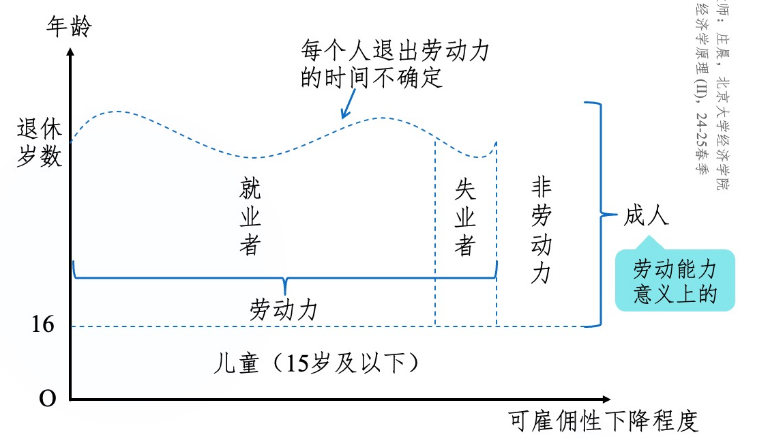 年龄
每个人退出劳动力
的时间不确定
退休
岁数
就业者
失业者
非劳动力
成人
劳动能力
意义上的
劳动力
16
儿童（15岁及以下）
O
可雇佣性下降程度
师：庄晨，北京大学经济学院
经济学原理 (II)，24-25春季